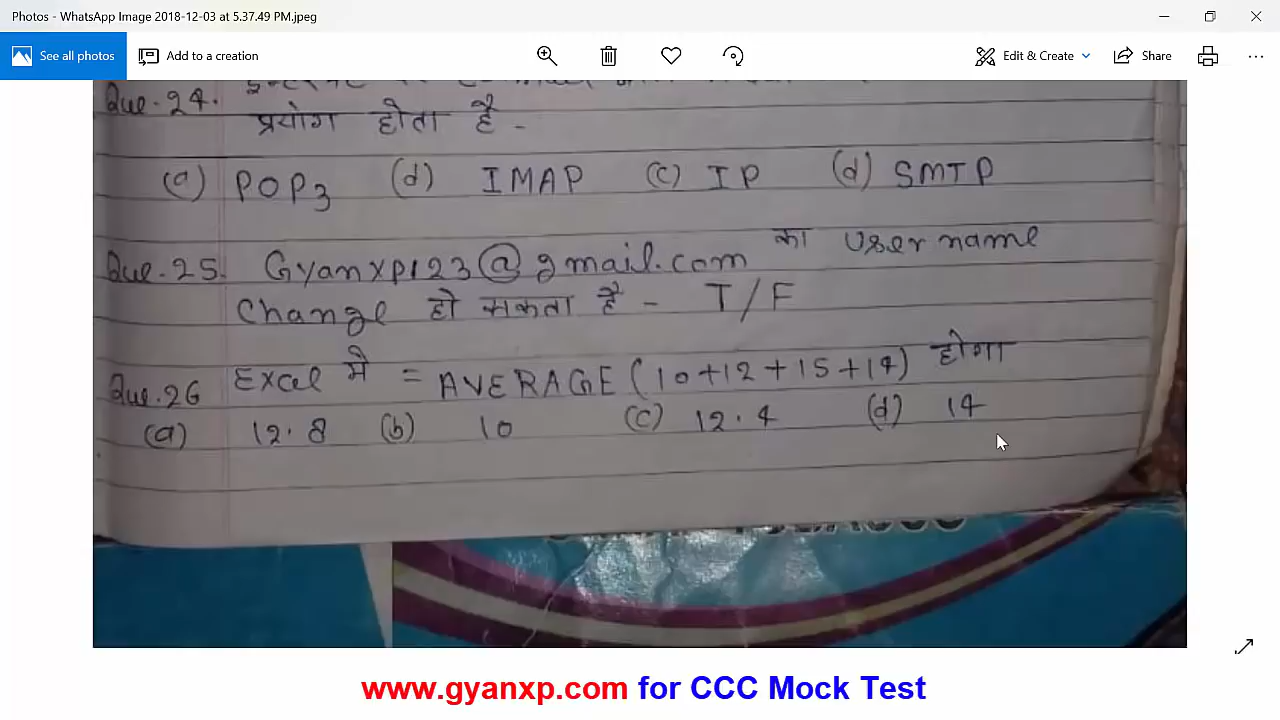 Photos - WhatsApp Image 2018-12-03 at 5.37.49 PM.jpeg
See all photos
Add to a creation
Edit & Create
Share
Que. 24.
प्रयोग होता है -
(a) POP3 (d) IMAP (c) IP (d) SMTP
Que. 25. Gyanxp123@gmail.com का User name
Change हो सकता है - T/F
Que. 26 Excel मे = AVERAGE (10+12+15+14) होगा
(a) 12.8 (b) 10 (c) 12.4 (d) 14
www.gyanxp.com for CCC Mock Test